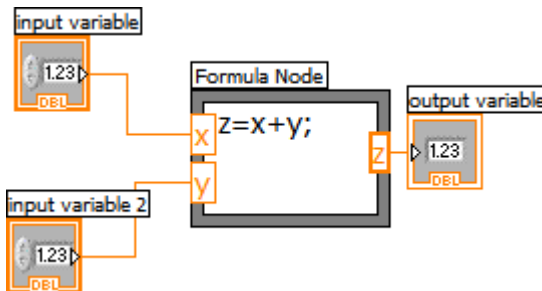 input variable
1.23
DBL
Formula Node
x
z=x+y;
y
z
output variable
1.23
DBL
input variable 2
1.23
DBL